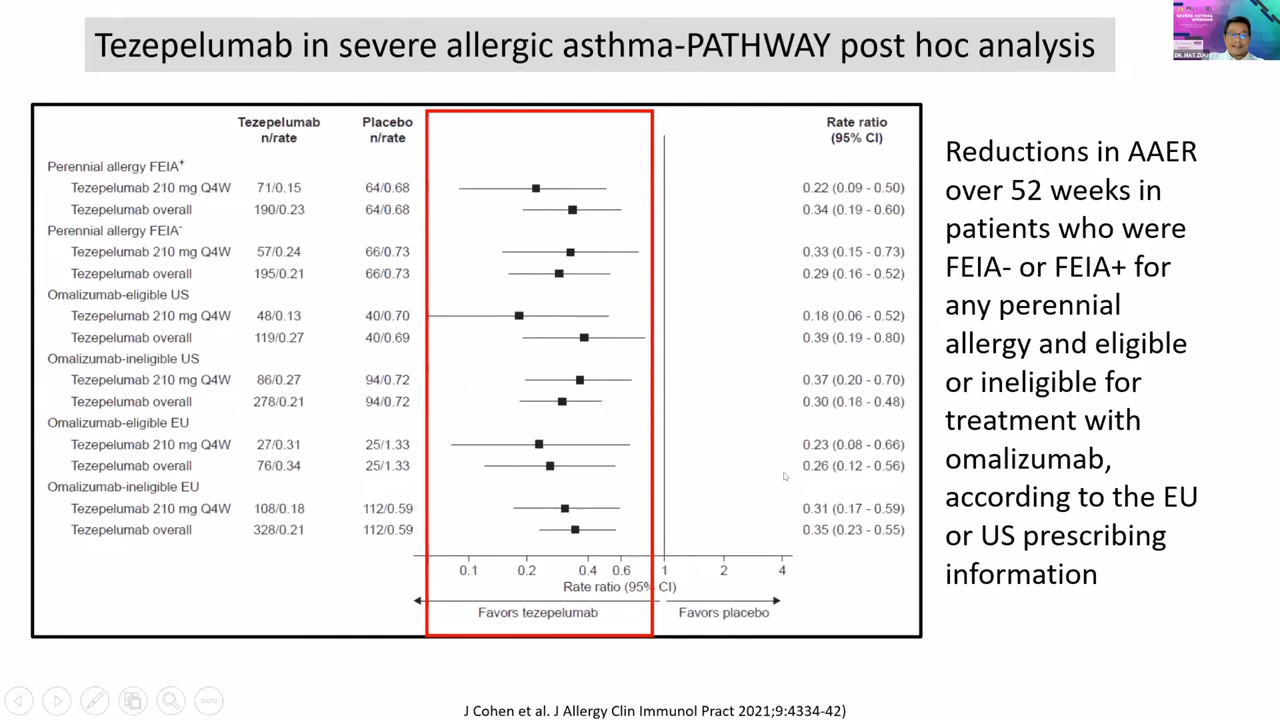 Tezepelumab in severe allergic asthma-PATHWAY post hoc analysis
SEVERE ASTHMA
WEBINAR
Tezepelumab Placebo Rate ratio
n/rate n/rate (95% CI)
Perennial allergy FEIA+
Tezepelumab 210 mg Q4W 71/0.15 64/0.68 0.22 (0.09 - 0.50)
Tezepelumab overall 190/0.23 64/0.68 0.34 (0.19 - 0.60)
Perennial allergy FEIA-
Tezepelumab 210 mg Q4W 57/0.24 66/0.73 0.33 (0.15 - 0.73)
Tezepelumab overall 195/0.21 66/0.73 0.29 (0.16 - 0.52)
Omalizumab-eligible US
Tezepelumab 210 mg Q4W 48/0.13 40/0.70 0.18 (0.06 - 0.52)
Tezepelumab overall 119/0.27 40/0.69 0.39 (0.19 - 0.80)
Omalizumab-ineligible US
Tezepelumab 210 mg Q4W 86/0.27 94/0.72 0.37 (0.20 - 0.70)
Tezepelumab overall 278/0.21 94/0.72 0.30 (0.18 - 0.48)
Omalizumab-eligible EU
Tezepelumab 210 mg Q4W 27/0.31 25/1.33 0.23 (0.08 - 0.66)
Tezepelumab overall 76/0.34 25/1.33 0.26 (0.12 - 0.56)
Omalizumab-ineligible EU
Tezepelumab 210 mg Q4W 108/0.18 112/0.59 0.31 (0.17 - 0.59)
Tezepelumab overall 328/0.21 112/0.59 0.35 (0.23 - 0.55)
0.1 0.2 0.4 0.6 1 2 4
Rate ratio (95% CI)
Favors tezepelumab Favors placebo
Reductions in AAER
over 52 weeks in
patients who were
FEIA- or FEIA+ for
any perennial
allergy and eligible
or ineligible for
treatment with
omalizumab,
according to the EU
or US prescribing
information
J Cohen et al. J Allergy Clin Immunol Pract 2021;9:4334-42)